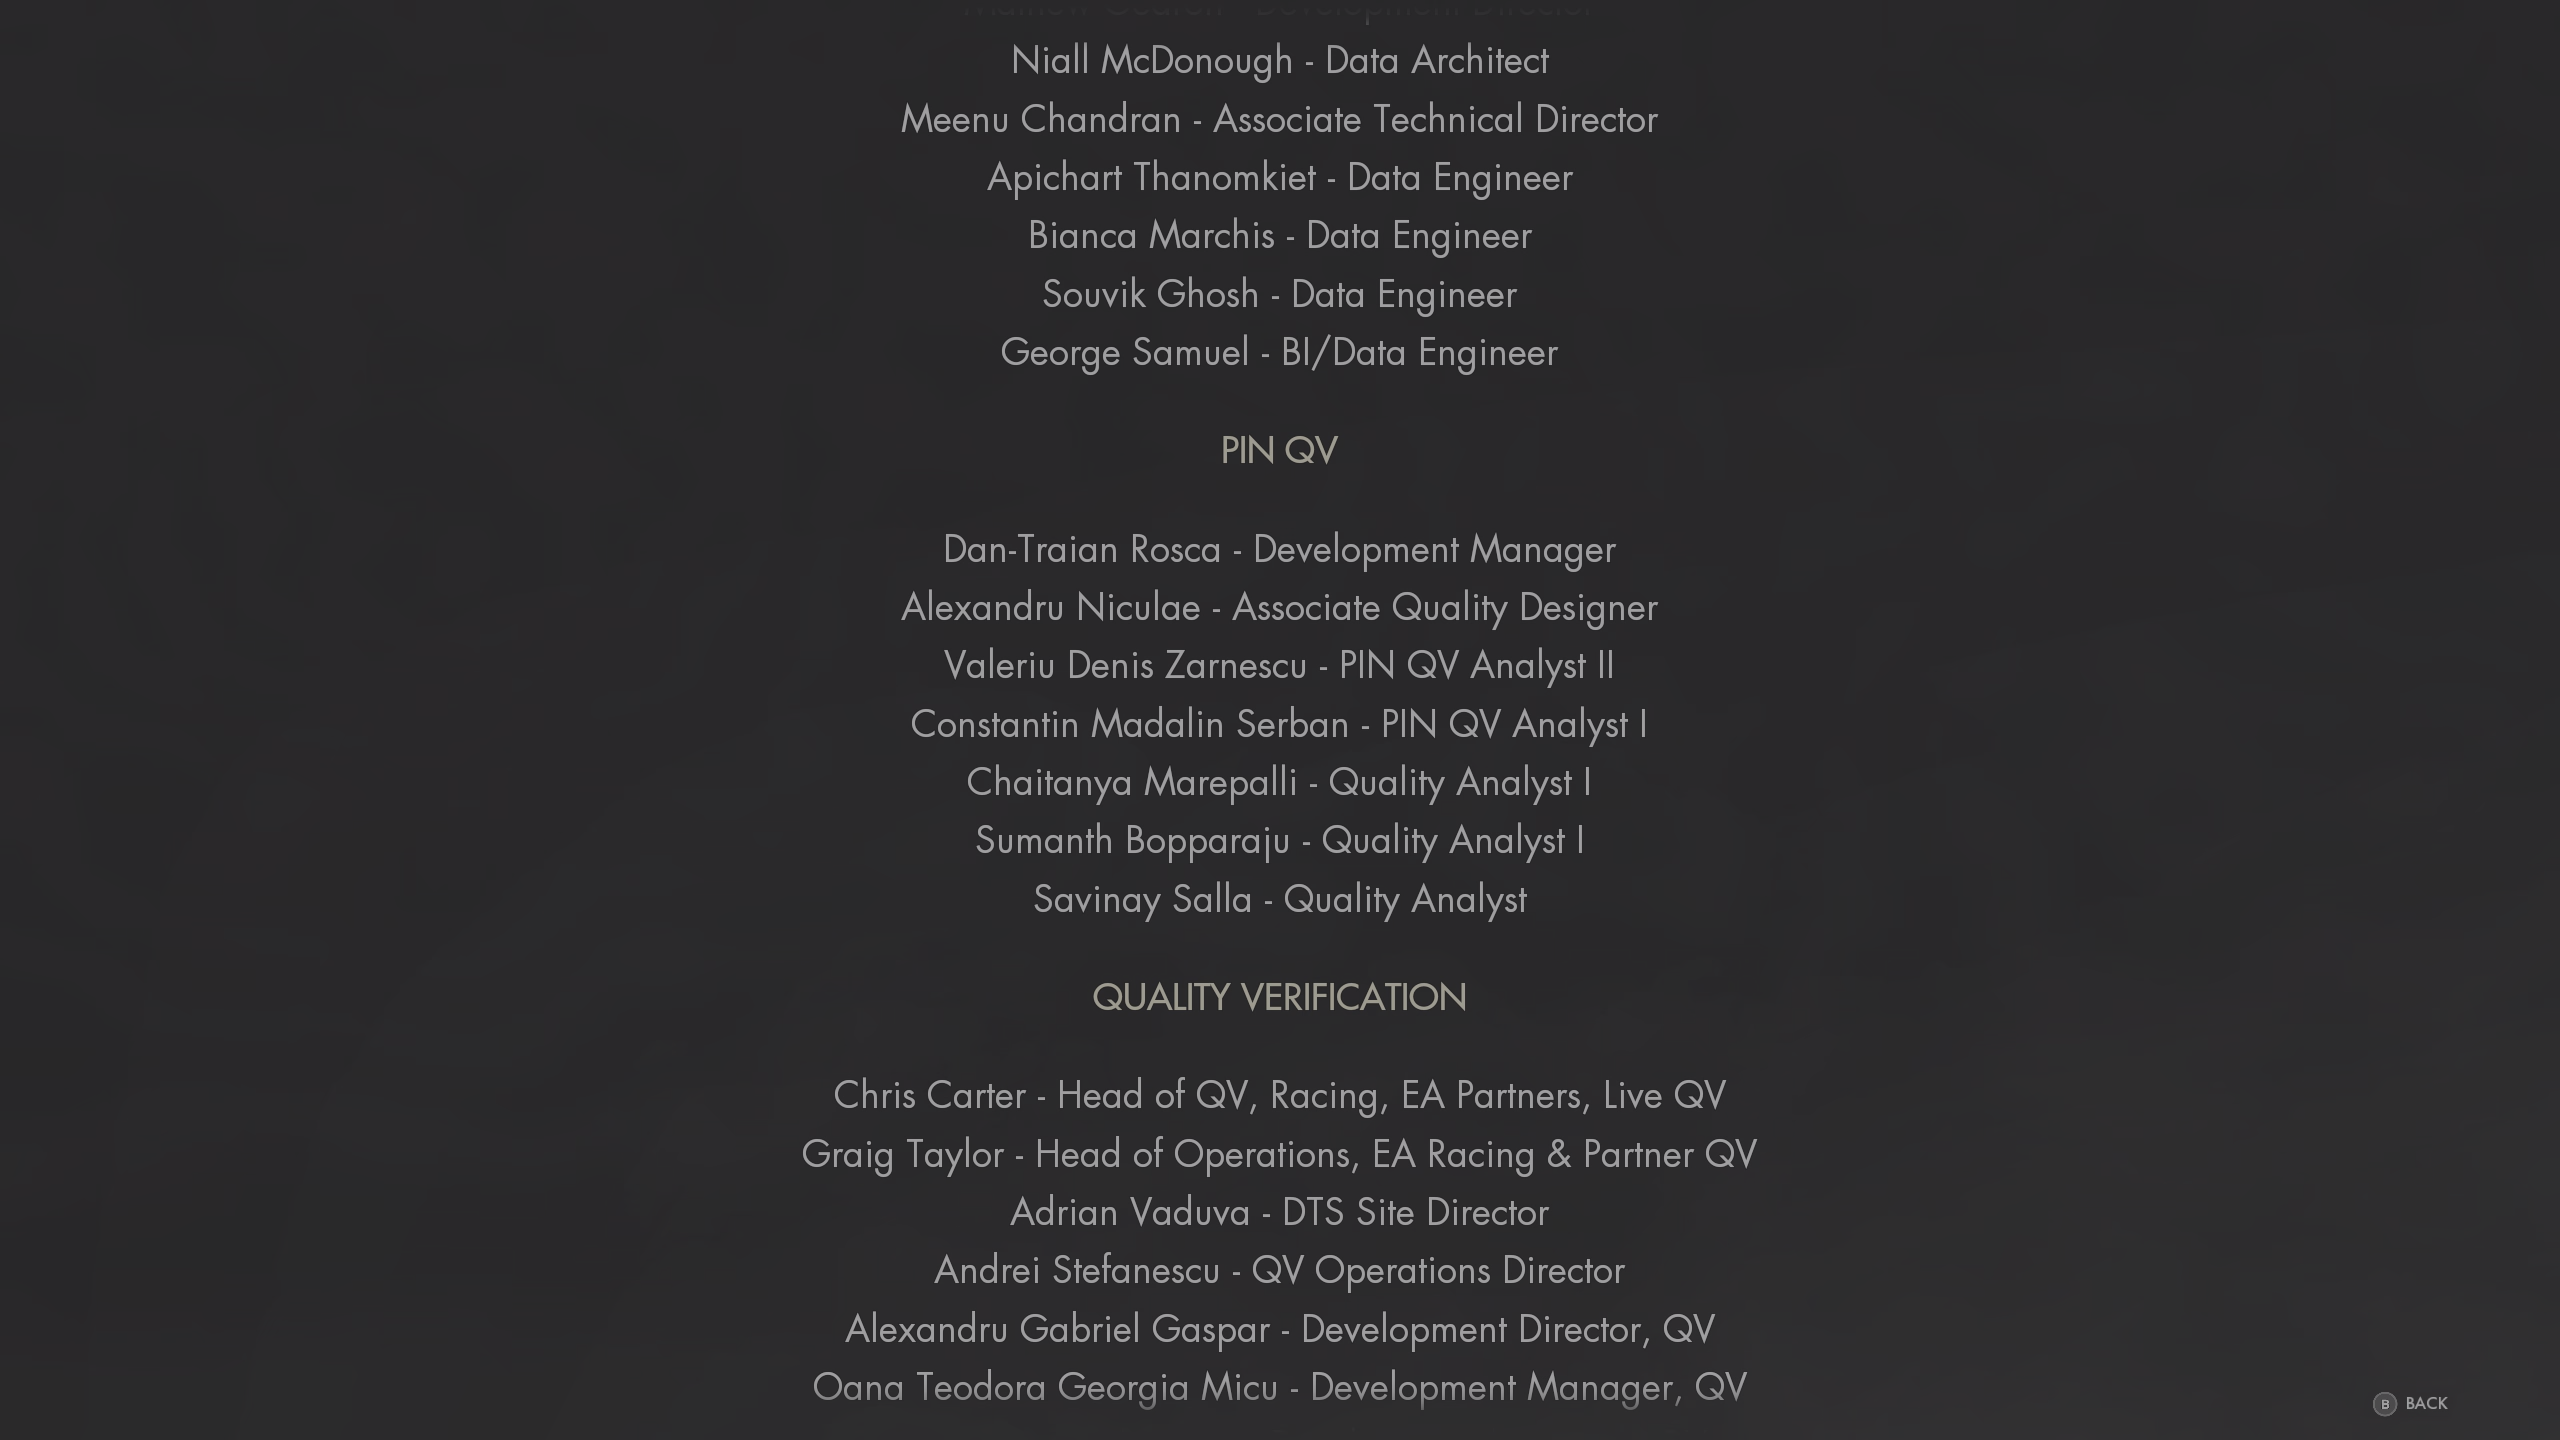 Niall McDonough - Data Architect
Meenu Chandran - Associate Technical Director
Apichart Thanomkiet - Data Engineer
Bianca Marchis - Data Engineer
Souvik Ghosh - Data Engineer
George Samuel - BI/Data Engineer
PIN QV
Dan-Traian Rosca - Development Manager
Alexandru Niculae - Associate Quality Designer
Valeriu Denis Zarnescu - PIN QV Analyst II
Constantin Madalin Serban - PIN QV Analyst I
Chaitanya Marepalli - Quality Analyst I
Sumanth Bopparaju - Quality Analyst I
Savinay Salla - Quality Analyst
QUALITY VERIFICATION
Chris Carter - Head of QV, Racing, EA Partners, Live QV
Graig Taylor - Head of Operations, EA Racing & Partner QV
Adrian Vaduva - DTS Site Director
Andrei Stefanescu - QV Operations Director
Alexandru Gabriel Gaspar - Development Director, QV
Oana Teodora Georgia Micu - Development Manager, QV
B BACK